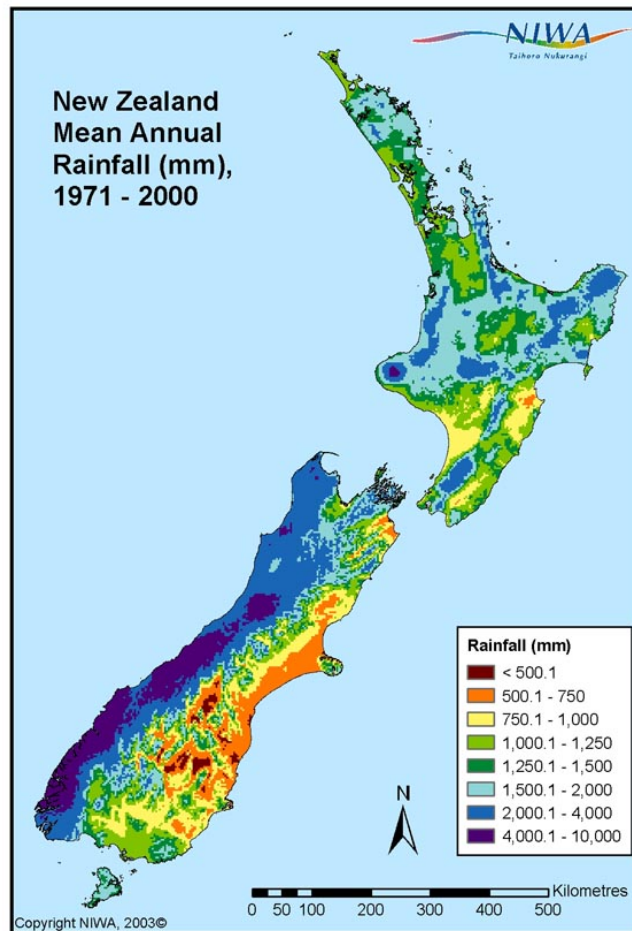 NIWA
Taihoro Nukurangi
New Zealand
Mean Annual
Rainfall (mm),
1971 - 2000
Rainfall (mm)
< 500.1
500.1 - 750
750.1 - 1,000
1,000.1 - 1,250
1,250.1 - 1,500
1,500.1 - 2,000
2,000.1 - 4,000
4,000.1 - 10,000
N
Kilometres
0 50 100 200 300 400 500
Copyright NIWA, 2003©